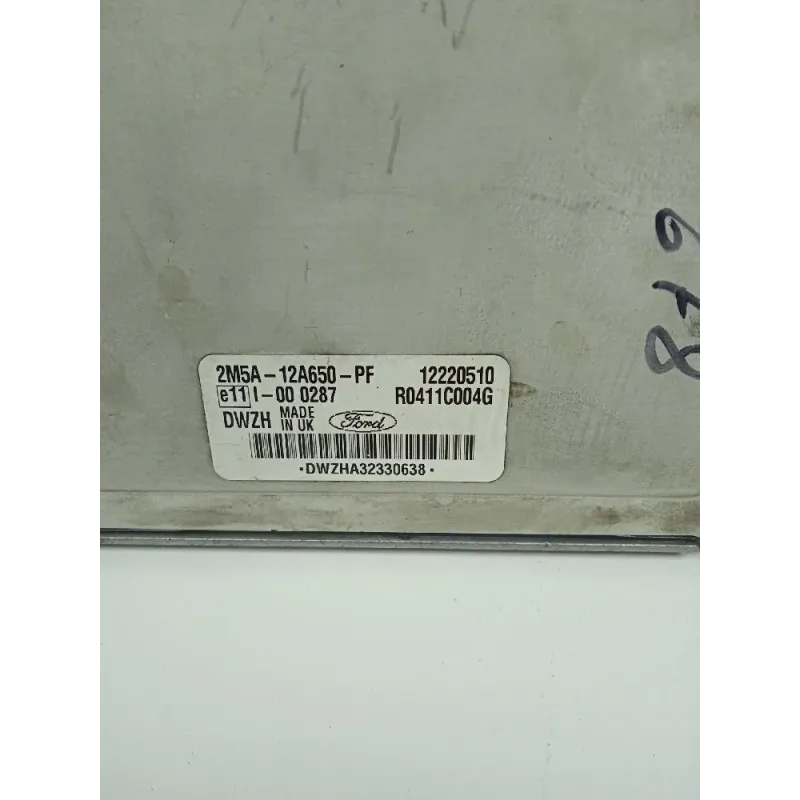 2M5A-12A650-PF 12220510
e11 I-00 0287 R0411C004G
DWZH MADE IN UK Ford
·DWZHA32330638·